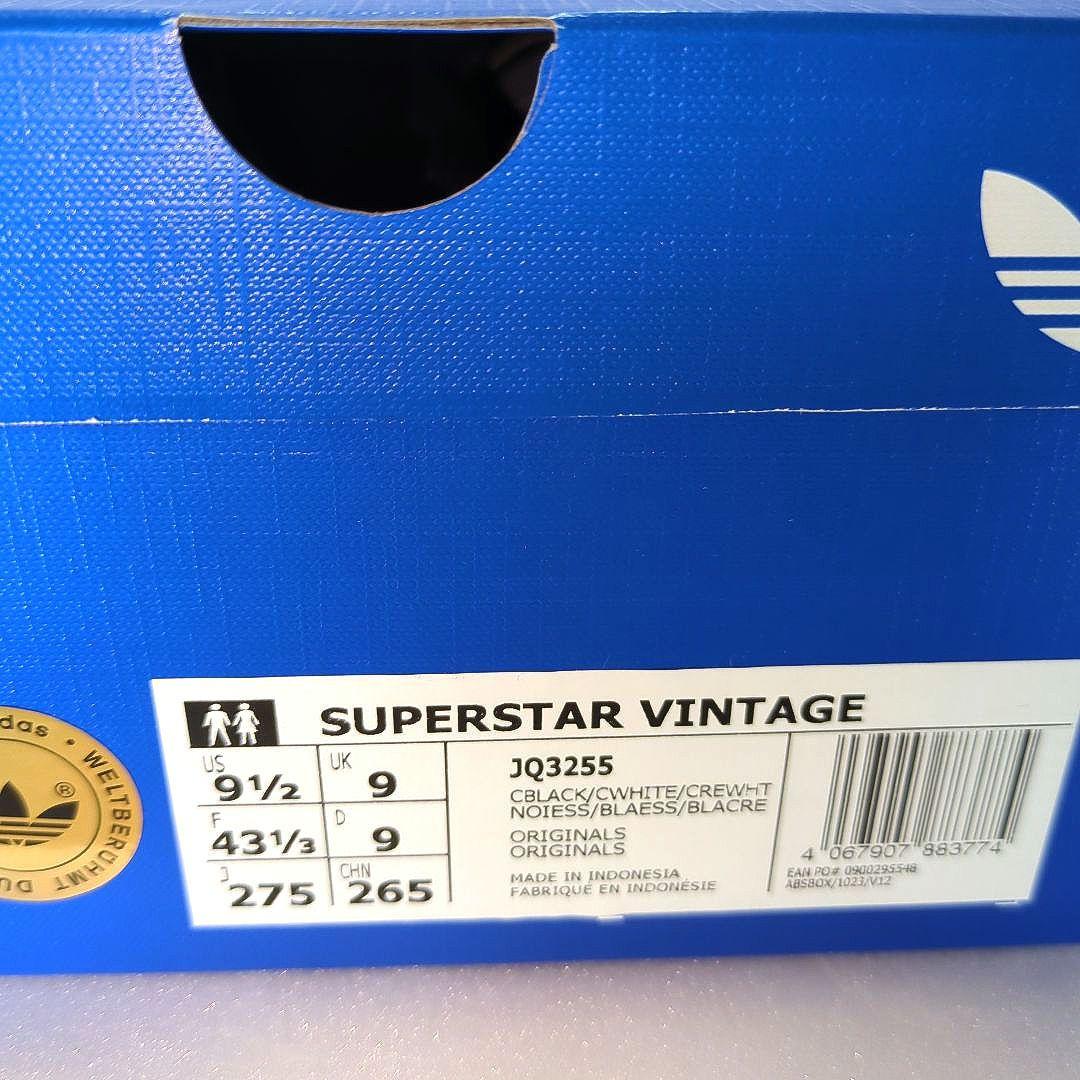 das • WELTBERÜHMT DU
®
SUPERSTAR VINTAGE
US 9½ UK 9
F 43⅓ D 9
J 275 CHN 265
JQ3255
CBLACK/CWHITE/CREWHT
NOIESS/BLAESS/BLACRE
ORIGINALS
ORIGINALS
MADE IN INDONESIA
FABRIQUÉ EN INDONÉSIE
4 067907 883774
EAN PO# 0900295548
ABSBOX/1023/V12